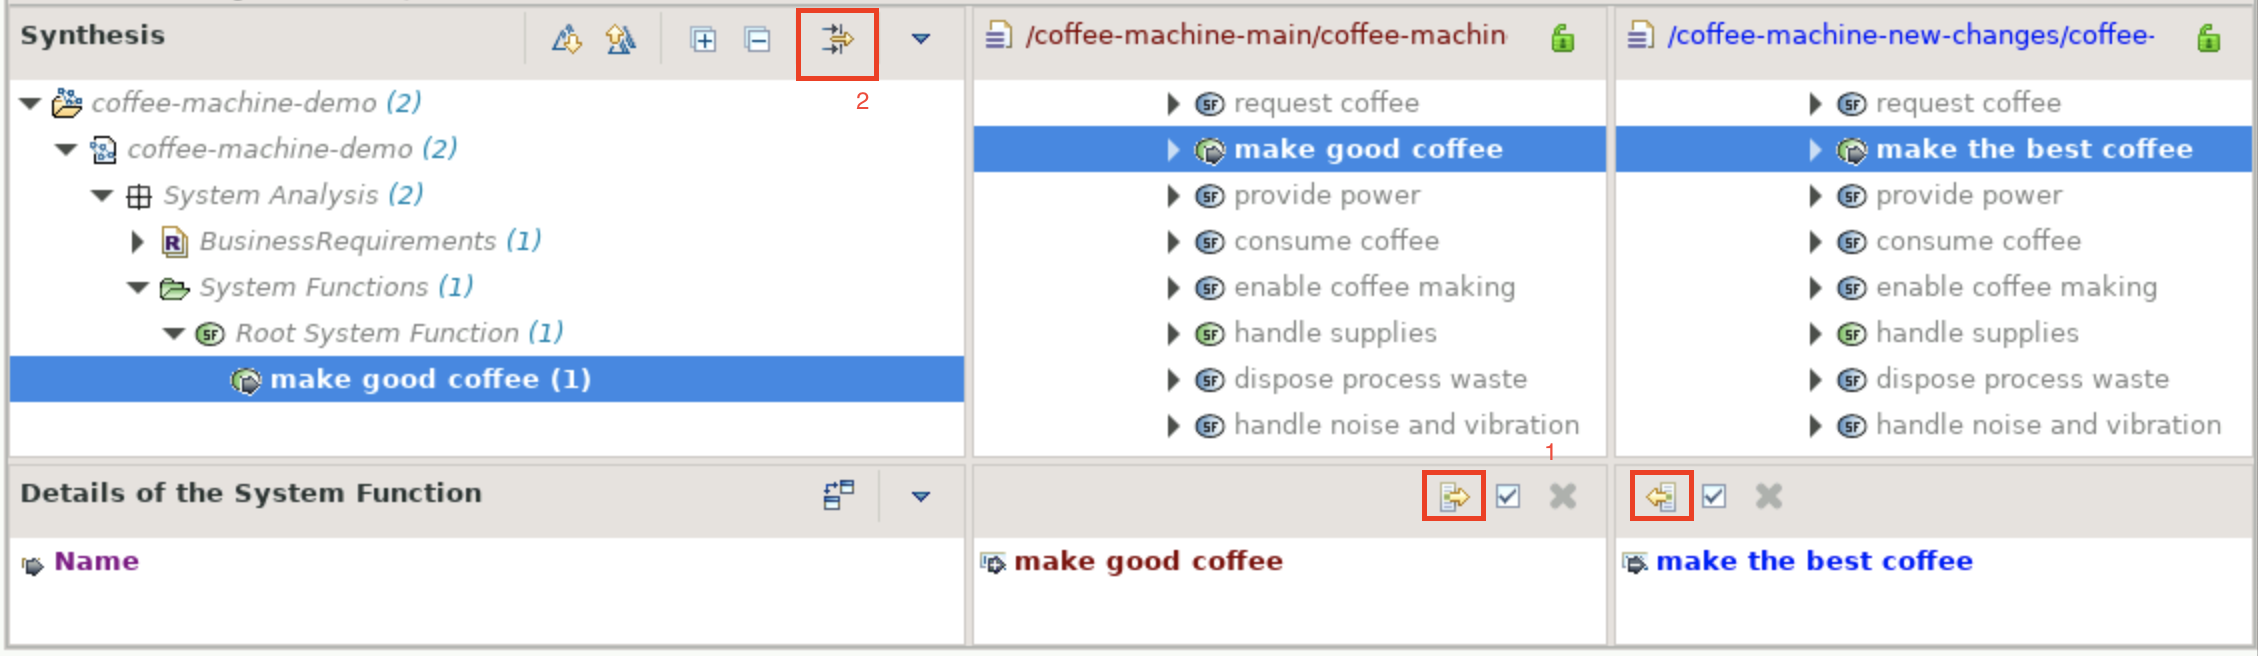 Synthesis
2
coffee-machine-demo (2)
coffee-machine-demo (2)
System Analysis (2)
BusinessRequirements (1)
System Functions (1)
Root System Function (1)
make good coffee (1)
/coffee-machine-main/coffee-machin
request coffee
make good coffee
provide power
consume coffee
enable coffee making
handle supplies
dispose process waste
handle noise and vibration
/coffee-machine-new-changes/coffee-
request coffee
make the best coffee
provide power
consume coffee
enable coffee making
handle supplies
dispose process waste
handle noise and vibration
1
Details of the System Function
Name
make good coffee
make the best coffee